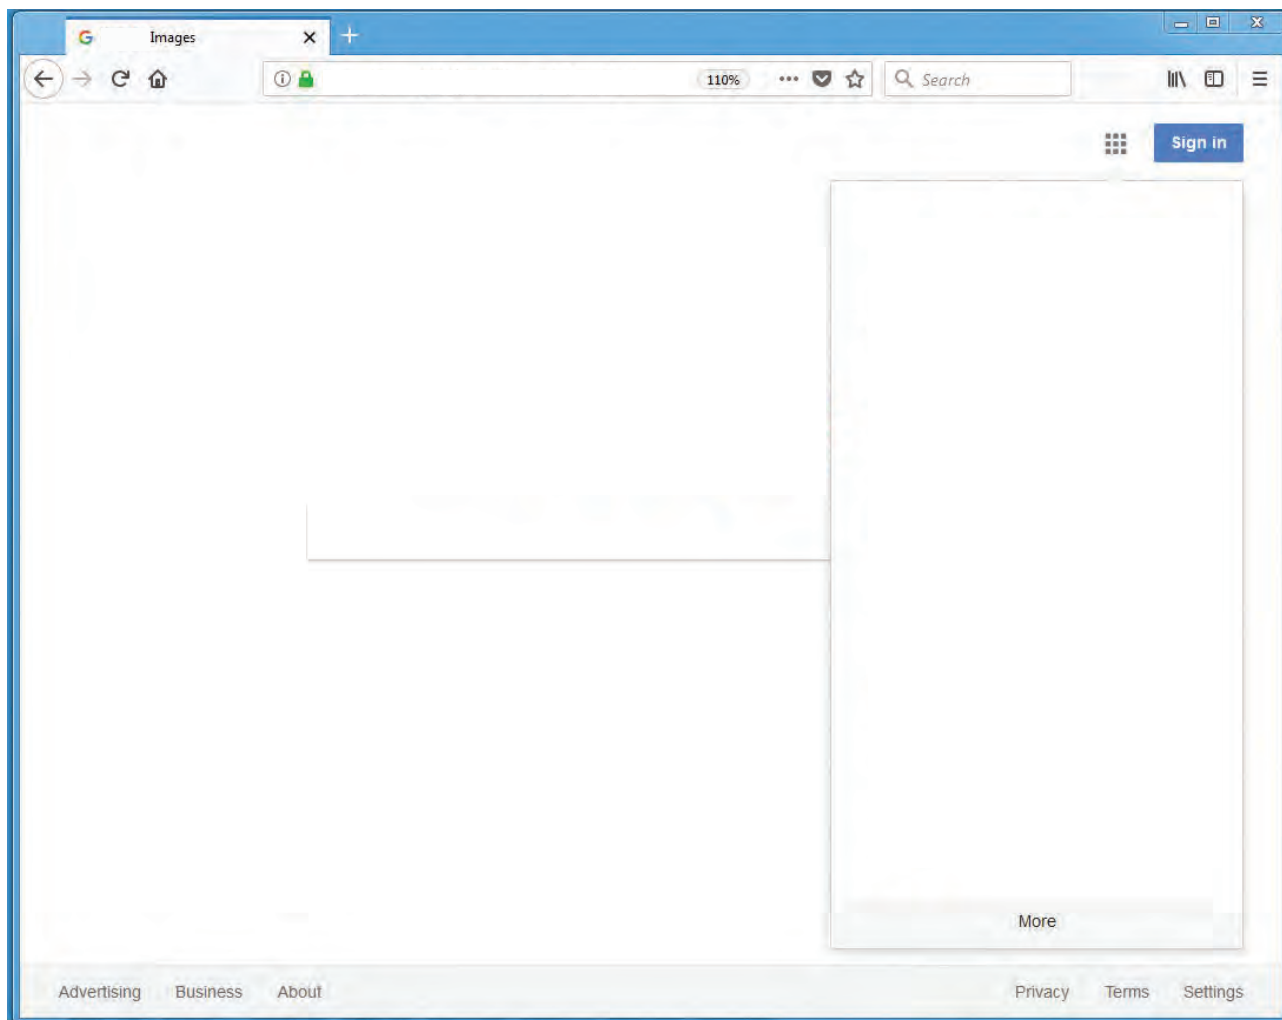 G Images
110% Search
Sign in
More
Advertising Business About Privacy Terms Settings